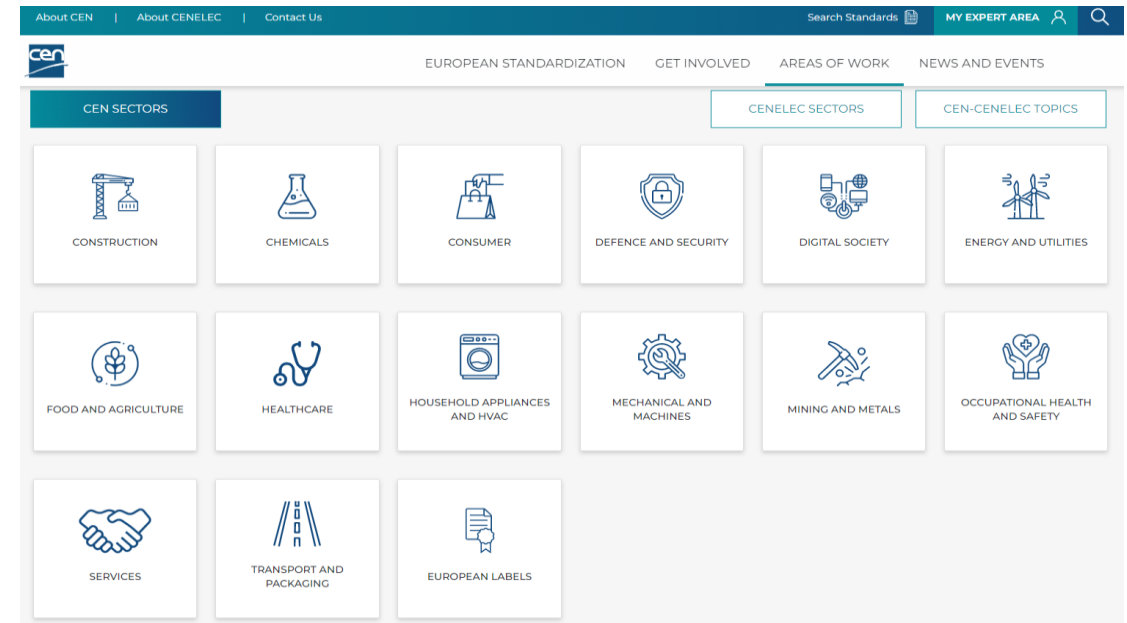 About CEN | About CENELEC | Contact Us
Search Standards MY EXPERT AREA
cen
EUROPEAN STANDARDIZATION GET INVOLVED AREAS OF WORK NEWS AND EVENTS
CEN SECTORS CENELEC SECTORS CEN-CENELEC TOPICS
CONSTRUCTION
CHEMICALS
CONSUMER
DEFENCE AND SECURITY
DIGITAL SOCIETY
ENERGY AND UTILITIES
FOOD AND AGRICULTURE
HEALTHCARE
HOUSEHOLD APPLIANCES
AND HVAC
MECHANICAL AND
MACHINES
MINING AND METALS
OCCUPATIONAL HEALTH
AND SAFETY
SERVICES
TRANSPORT AND
PACKAGING
EUROPEAN LABELS